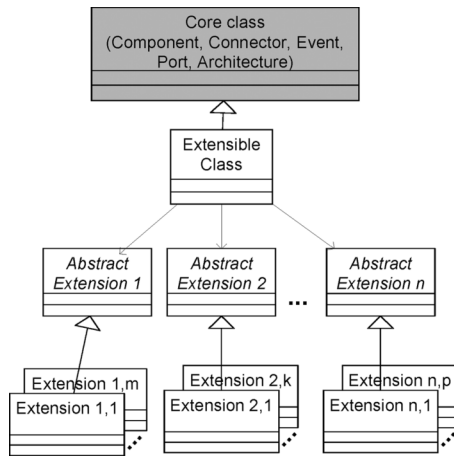 Core class
(Component, Connector, Event,
Port, Architecture)
Extensible
Class
Abstract
Extension 1
Abstract
Extension 2
...
Abstract
Extension n
Extension 1,m
Extension 1,1
Extension 2,k
Extension 2,1
Extension n,p
Extension n,1